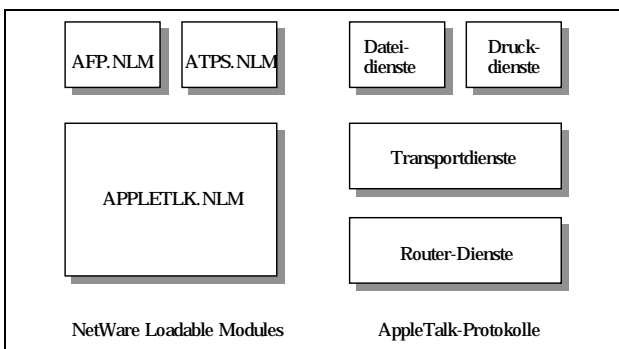 AFP.NLM
ATPS.NLM
Datei-
dienste
Druck-
dienste
APPLETLK.NLM
Transportdienste
Router-Dienste
NetWare Loadable Modules
AppleTalk-Protokolle